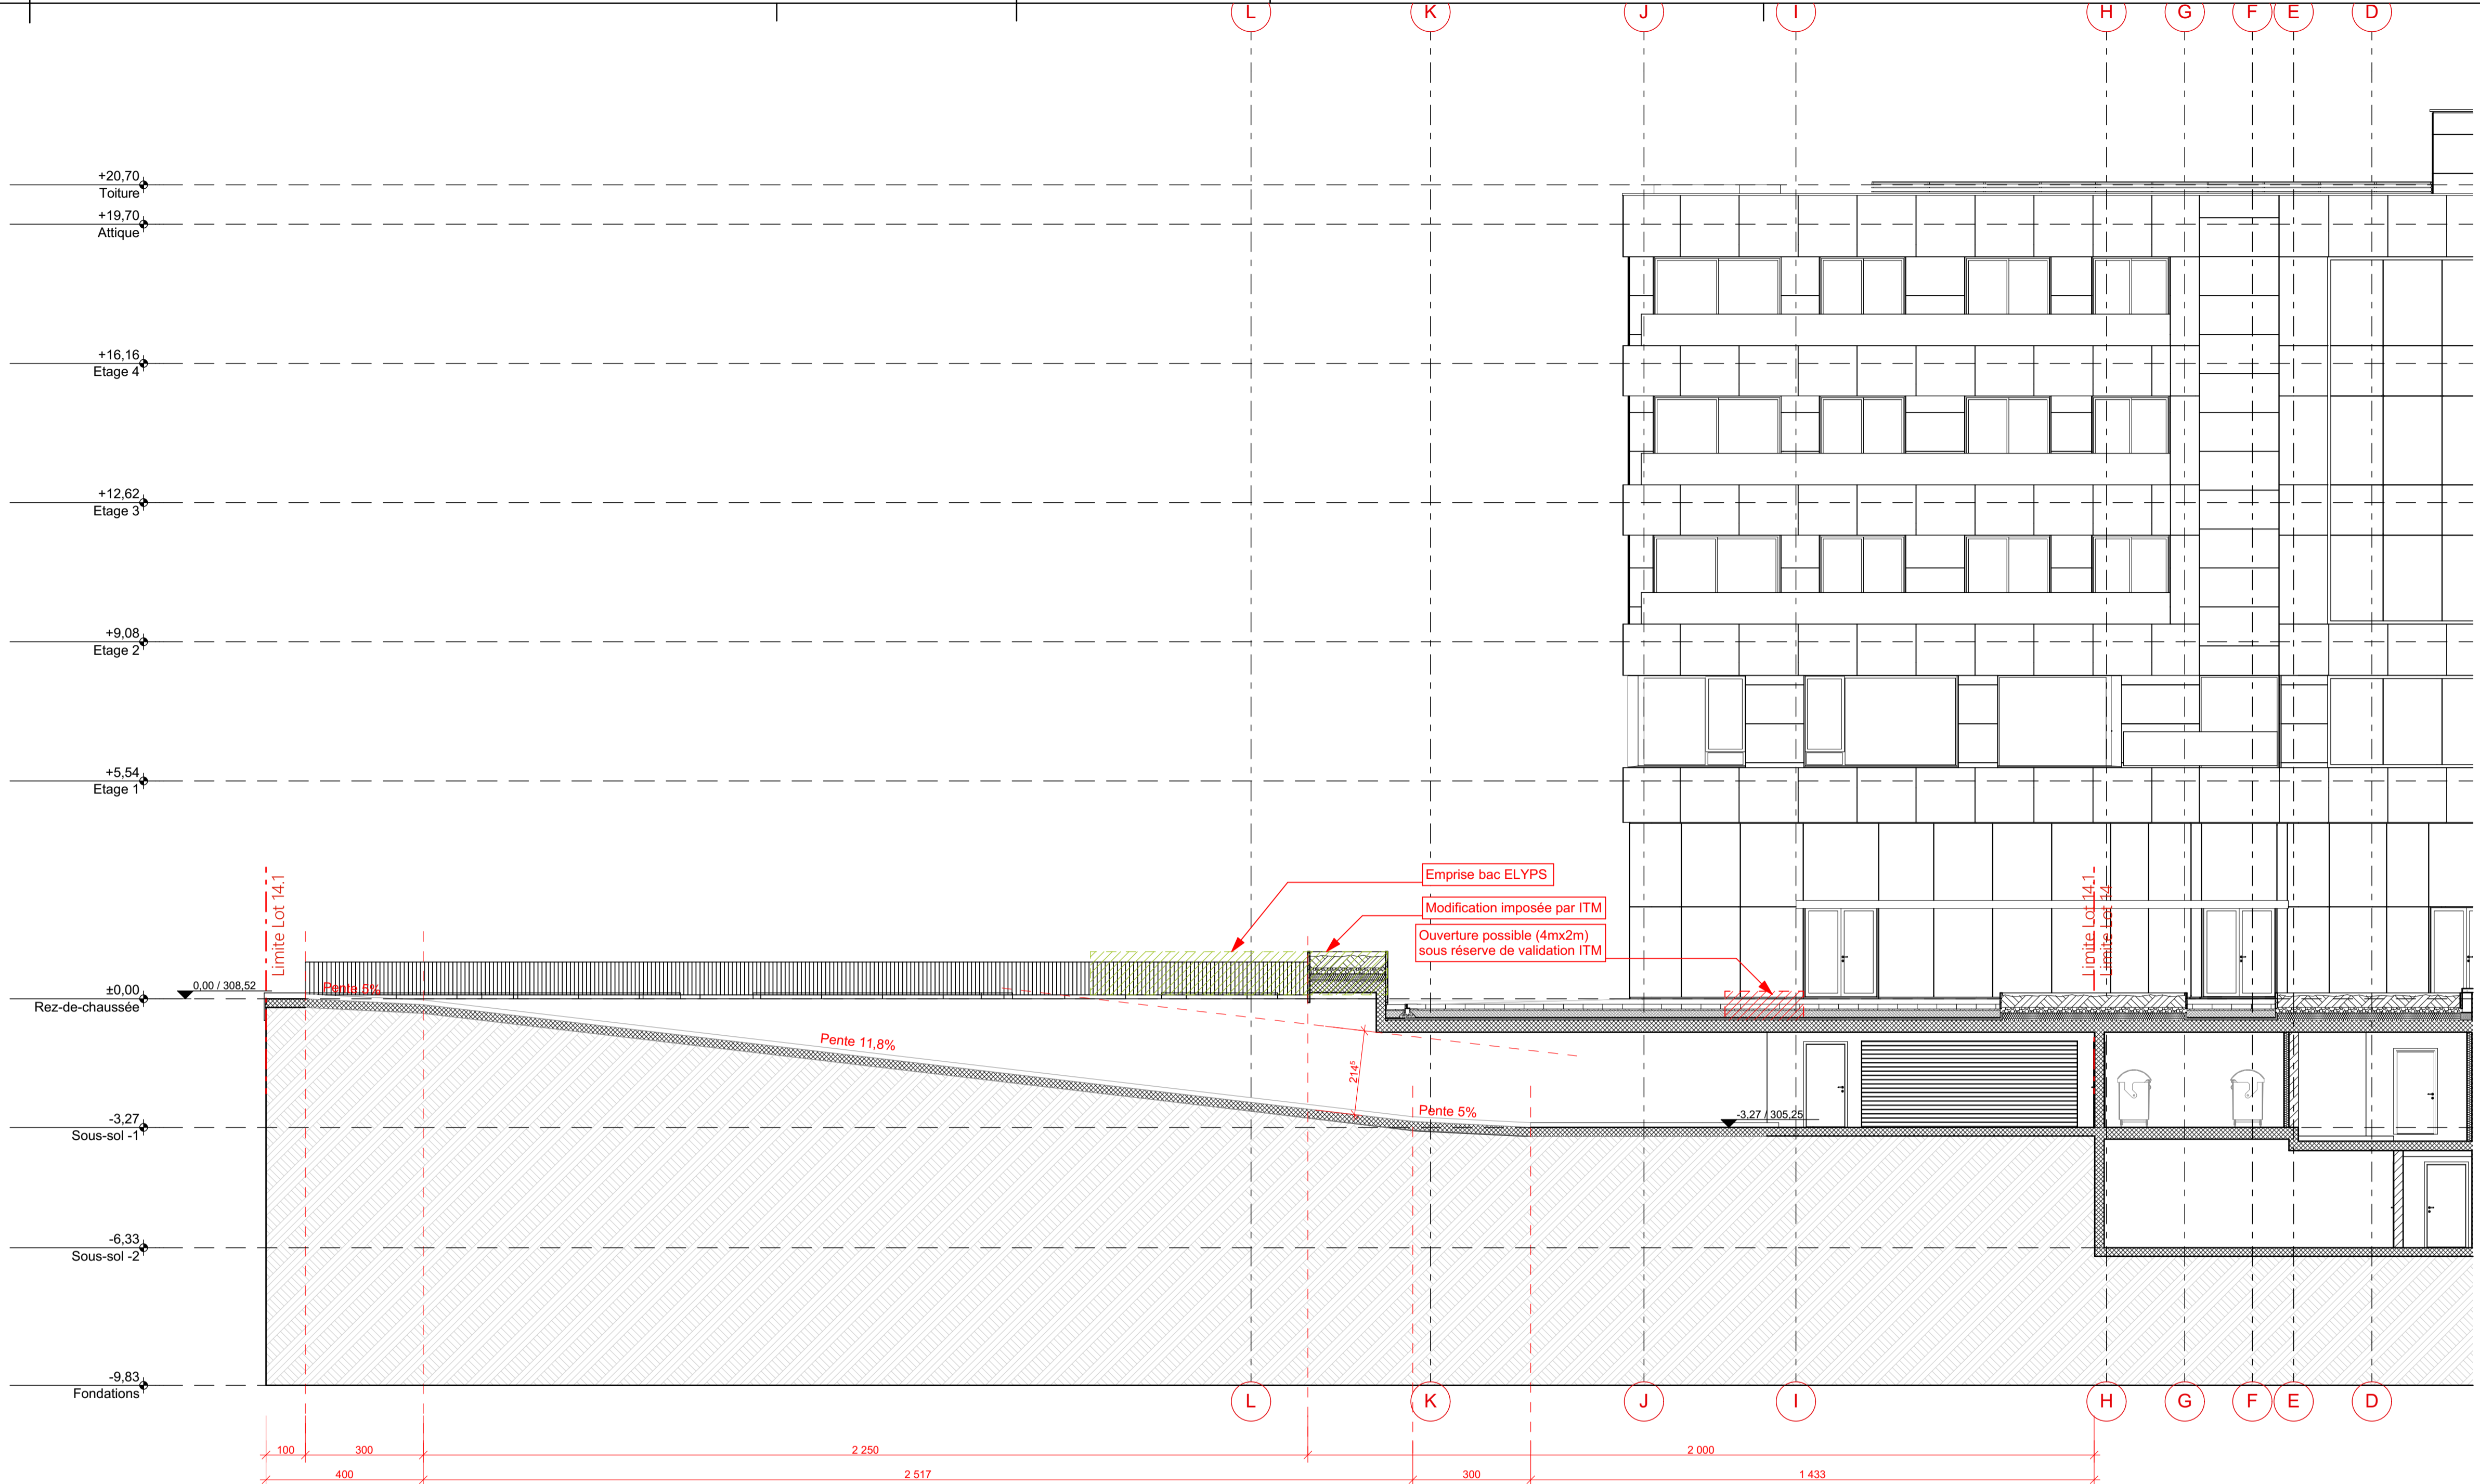 L K J I H G F E D
+20,70
Toiture
+19,70
Attique
+16,16
Etage 4
+12,62
Etage 3
+9,08
Etage 2
+5,54
Etage 1
Emprise bac ELYPS
Modification imposée par ITM
Ouverture possible (4mx2m)
sous réserve de validation ITM
Limite Lot 14.1
Limite Lot 14.1
Limite Lot 14
±0,00
Rez-de-chaussée
0,00 / 308,52
Pente 5%
Pente 11,8%
214⁵
Pente 5%
-3,27 / 305,25
-3,27
Sous-sol -1
-6,33
Sous-sol -2
-9,83
Fondations
L K J I H G F E D
100 300 2 250 2 000
400 2 517 300 1 433